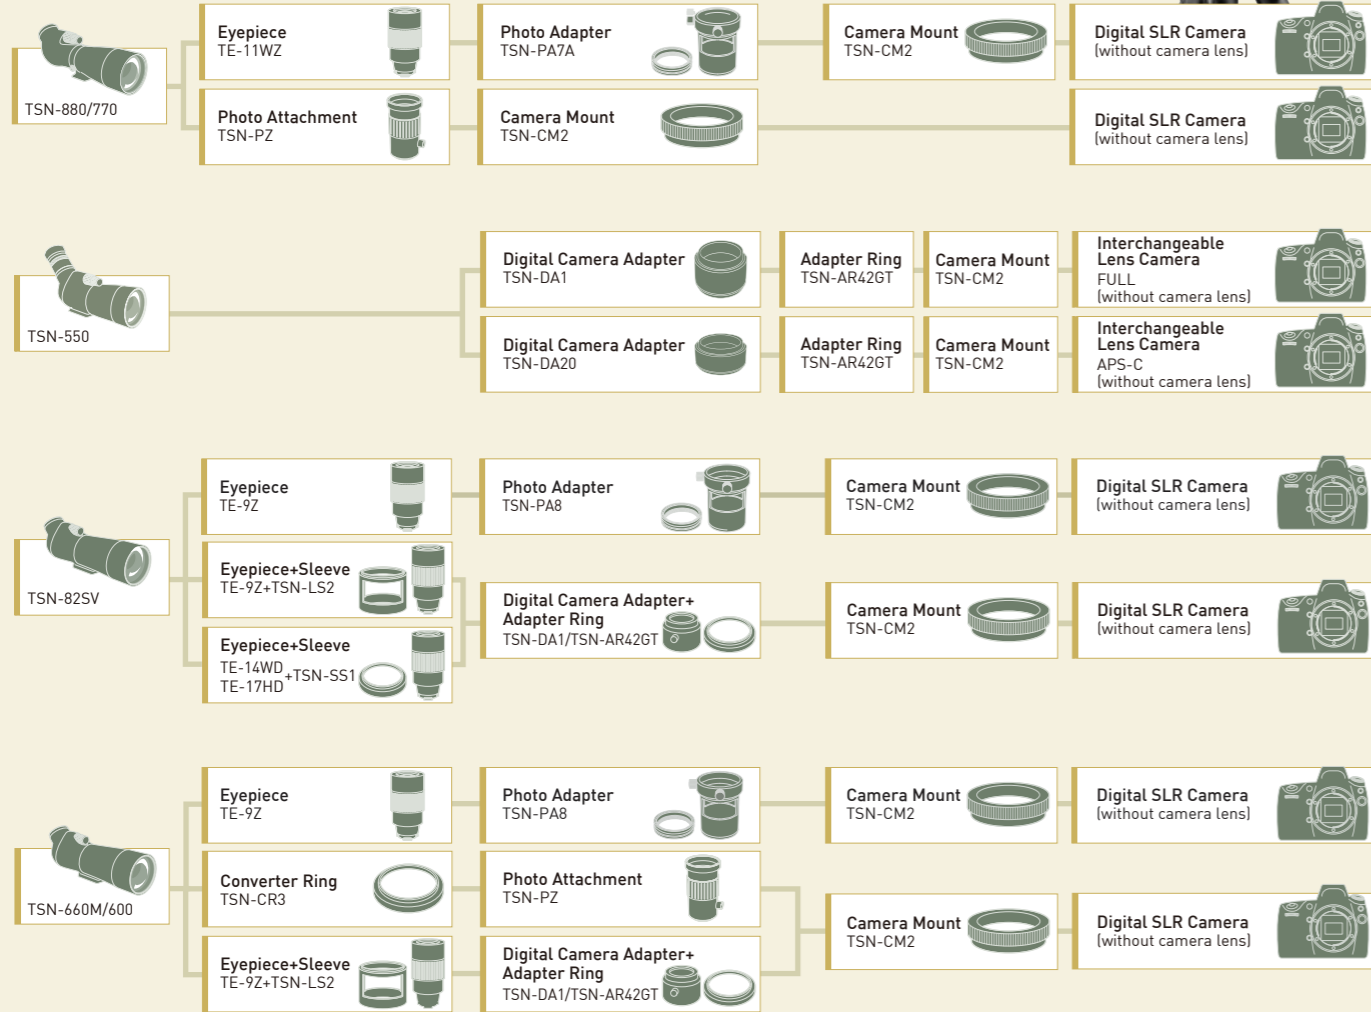 TSN-880/770
Eyepiece
TE-11WZ
Photo Adapter
TSN-PA7A
Camera Mount
TSN-CM2
Digital SLR Camera
(without camera lens)
Photo Attachment
TSN-PZ
Camera Mount
TSN-CM2
Digital SLR Camera
(without camera lens)
TSN-550
Digital Camera Adapter
TSN-DA1
Adapter Ring
TSN-AR42GT
Camera Mount
TSN-CM2
Interchangeable
Lens Camera
FULL
(without camera lens)
Digital Camera Adapter
TSN-DA20
Adapter Ring
TSN-AR42GT
Camera Mount
TSN-CM2
Interchangeable
Lens Camera
APS-C
(without camera lens)
TSN-82SV
Eyepiece
TE-9Z
Photo Adapter
TSN-PA8
Camera Mount
TSN-CM2
Digital SLR Camera
(without camera lens)
Eyepiece+Sleeve
TE-9Z+TSN-LS2
Eyepiece+Sleeve
TE-14WD
TE-17HD
+TSN-SS1
Digital Camera Adapter+
Adapter Ring
TSN-DA1/TSN-AR42GT
Camera Mount
TSN-CM2
Digital SLR Camera
(without camera lens)
TSN-660M/600
Eyepiece
TE-9Z
Photo Adapter
TSN-PA8
Camera Mount
TSN-CM2
Digital SLR Camera
(without camera lens)
Converter Ring
TSN-CR3
Photo Attachment
TSN-PZ
Eyepiece+Sleeve
TE-9Z+TSN-LS2
Digital Camera Adapter+
Adapter Ring
TSN-DA1/TSN-AR42GT
Camera Mount
TSN-CM2
Digital SLR Camera
(without camera lens)